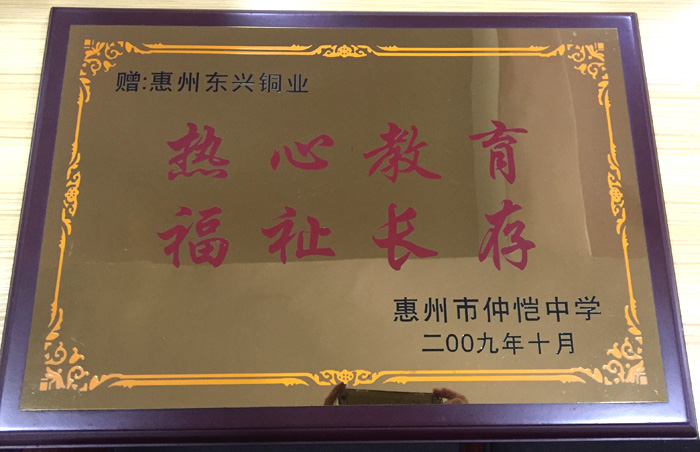 赠:惠州东兴铜业
热心教育
福祉长存
惠州市仲恺中学
二00九年十月